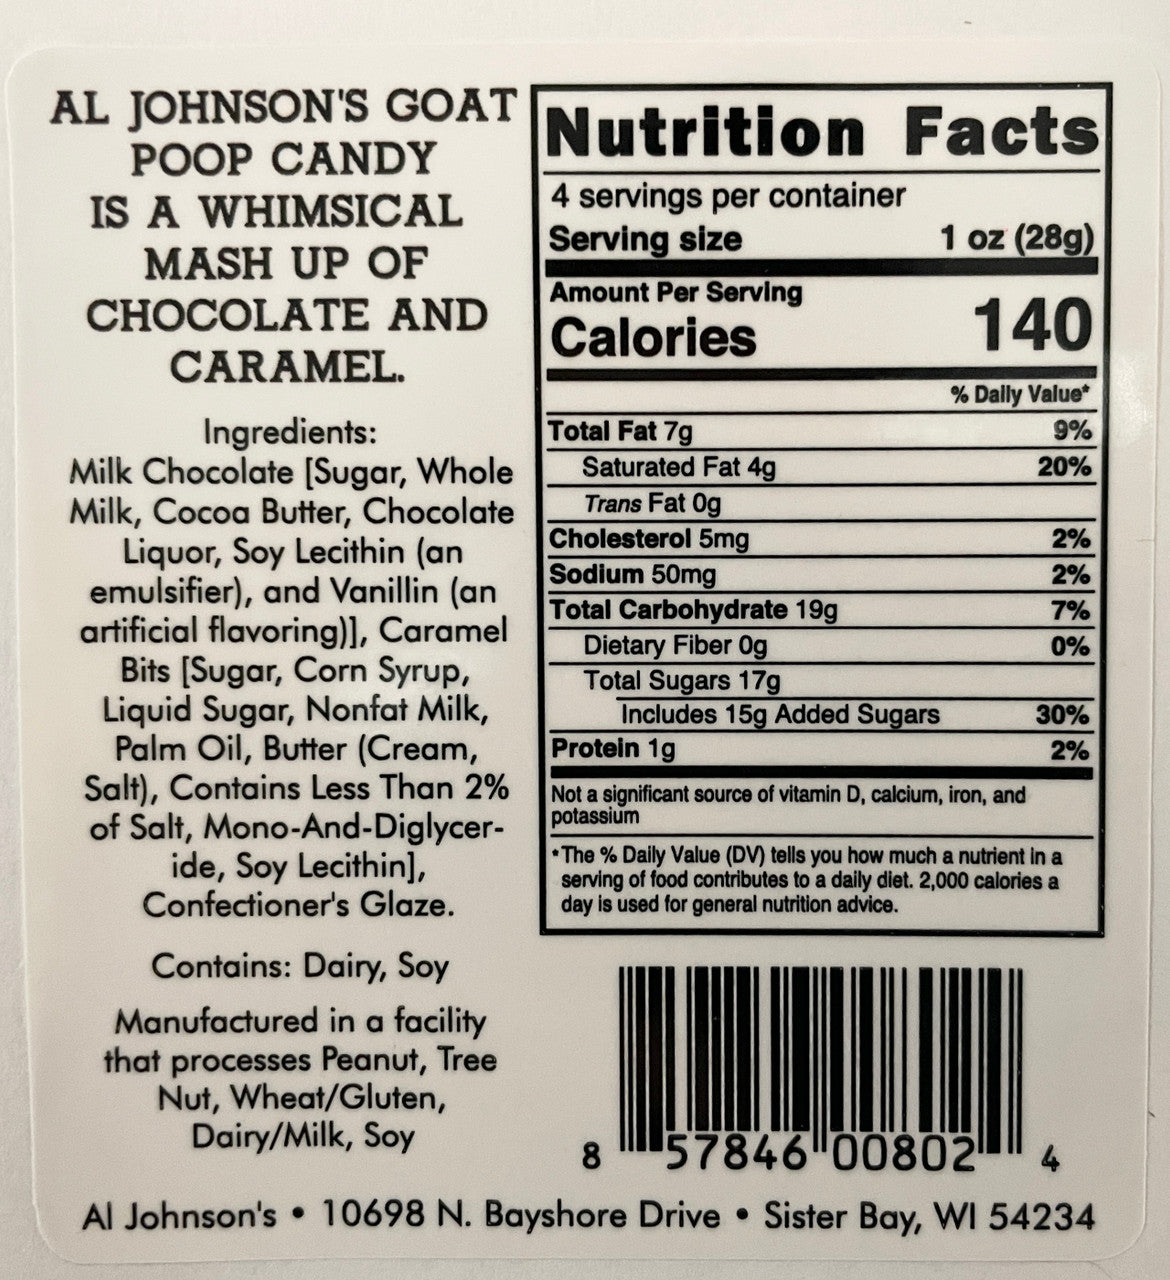 AL JOHNSON'S GOAT
POOP CANDY
IS A WHIMSICAL
MASH UP OF
CHOCOLATE AND
CARAMEL.
Ingredients:
Milk Chocolate [Sugar, Whole
Milk, Cocoa Butter, Chocolate
Liquor, Soy Lecithin (an
emulsifier), and Vanillin (an
artificial flavoring)], Caramel
Bits [Sugar, Corn Syrup,
Liquid Sugar, Nonfat Milk,
Palm Oil, Butter (Cream,
Salt), Contains Less Than 2%
of Salt, Mono-And-Diglycer-
ide, Soy Lecithin],
Confectioner's Glaze.
Contains: Dairy, Soy
Manufactured in a facility
that processes Peanut, Tree
Nut, Wheat/Gluten,
Dairy/Milk, Soy
Nutrition Facts
4 servings per container
Serving size 1 oz (28g)
Amount Per Serving
Calories 140
% Daily Value*
Total Fat 7g 9%
Saturated Fat 4g 20%
Trans Fat 0g
Cholesterol 5mg 2%
Sodium 50mg 2%
Total Carbohydrate 19g 7%
Dietary Fiber 0g 0%
Total Sugars 17g
Includes 15g Added Sugars 30%
Protein 1g 2%
Not a significant source of vitamin D, calcium, iron, and
potassium
*The % Daily Value (DV) tells you how much a nutrient in a
serving of food contributes to a daily diet. 2,000 calories a
day is used for general nutrition advice.
8 57846 00802 4
Al Johnson's • 10698 N. Bayshore Drive • Sister Bay, WI 54234